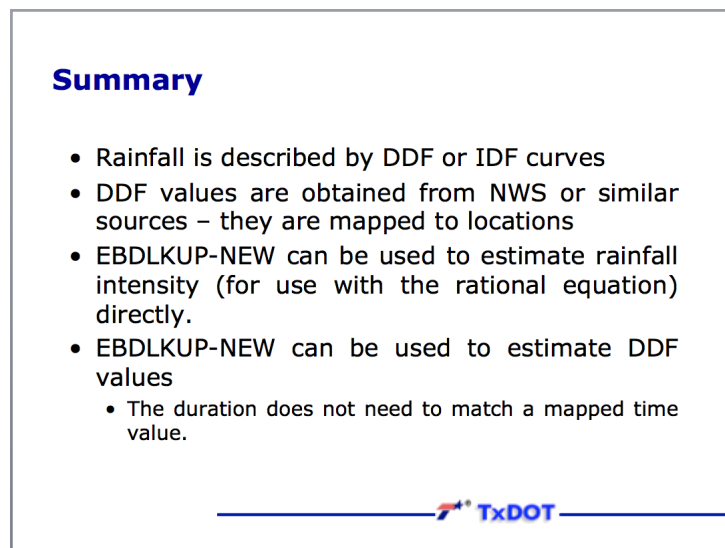 Summary
• Rainfall is described by DDF or IDF curves
• DDF values are obtained from NWS or similar
sources – they are mapped to locations
• EBDLKUP-NEW can be used to estimate rainfall
intensity (for use with the rational equation)
directly.
• EBDLKUP-NEW can be used to estimate DDF
values
• The duration does not need to match a mapped time
value.
TxDOT